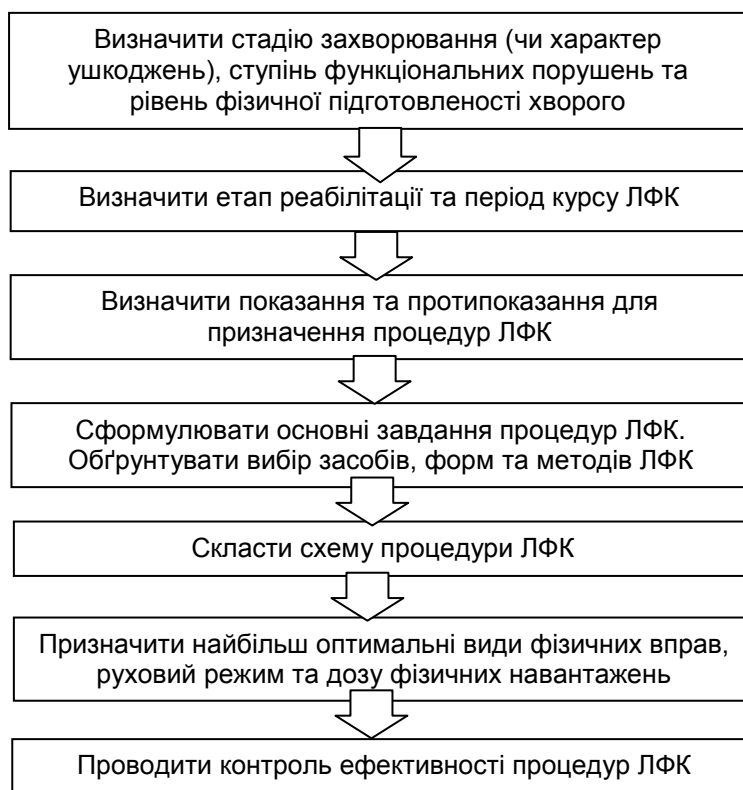 Визначити стадію захворювання (чи характер
ушкоджень), ступінь функціональних порушень та
рівень фізичної підготовленості хворого
Визначити етап реабілітації та період курсу ЛФК
Визначити показання та протипоказання для
призначення процедур ЛФК
Сформулювати основні завдання процедур ЛФК.
Обґрунтувати вибір засобів, форм та методів ЛФК
Скласти схему процедури ЛФК
Призначити найбільш оптимальні види фізичних вправ,
руховий режим та дозу фізичних навантажень
Проводити контроль ефективності процедур ЛФК